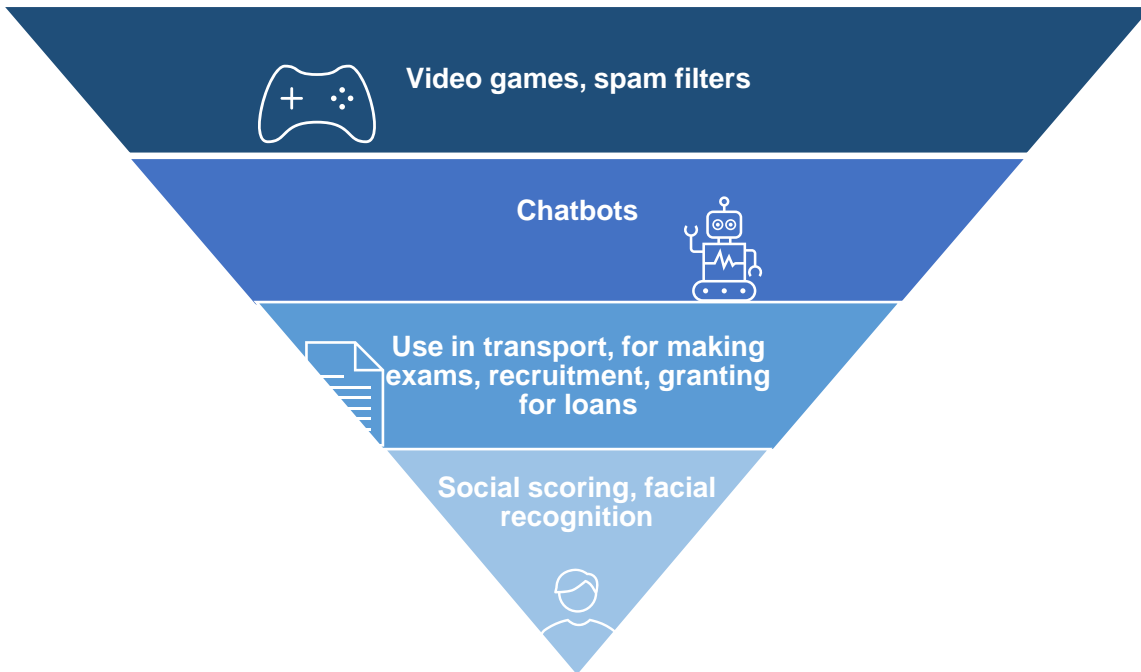 Video games, spam filters
Chatbots
Use in transport, for making
exams, recruitment, granting
for loans
Social scoring, facial
recognition